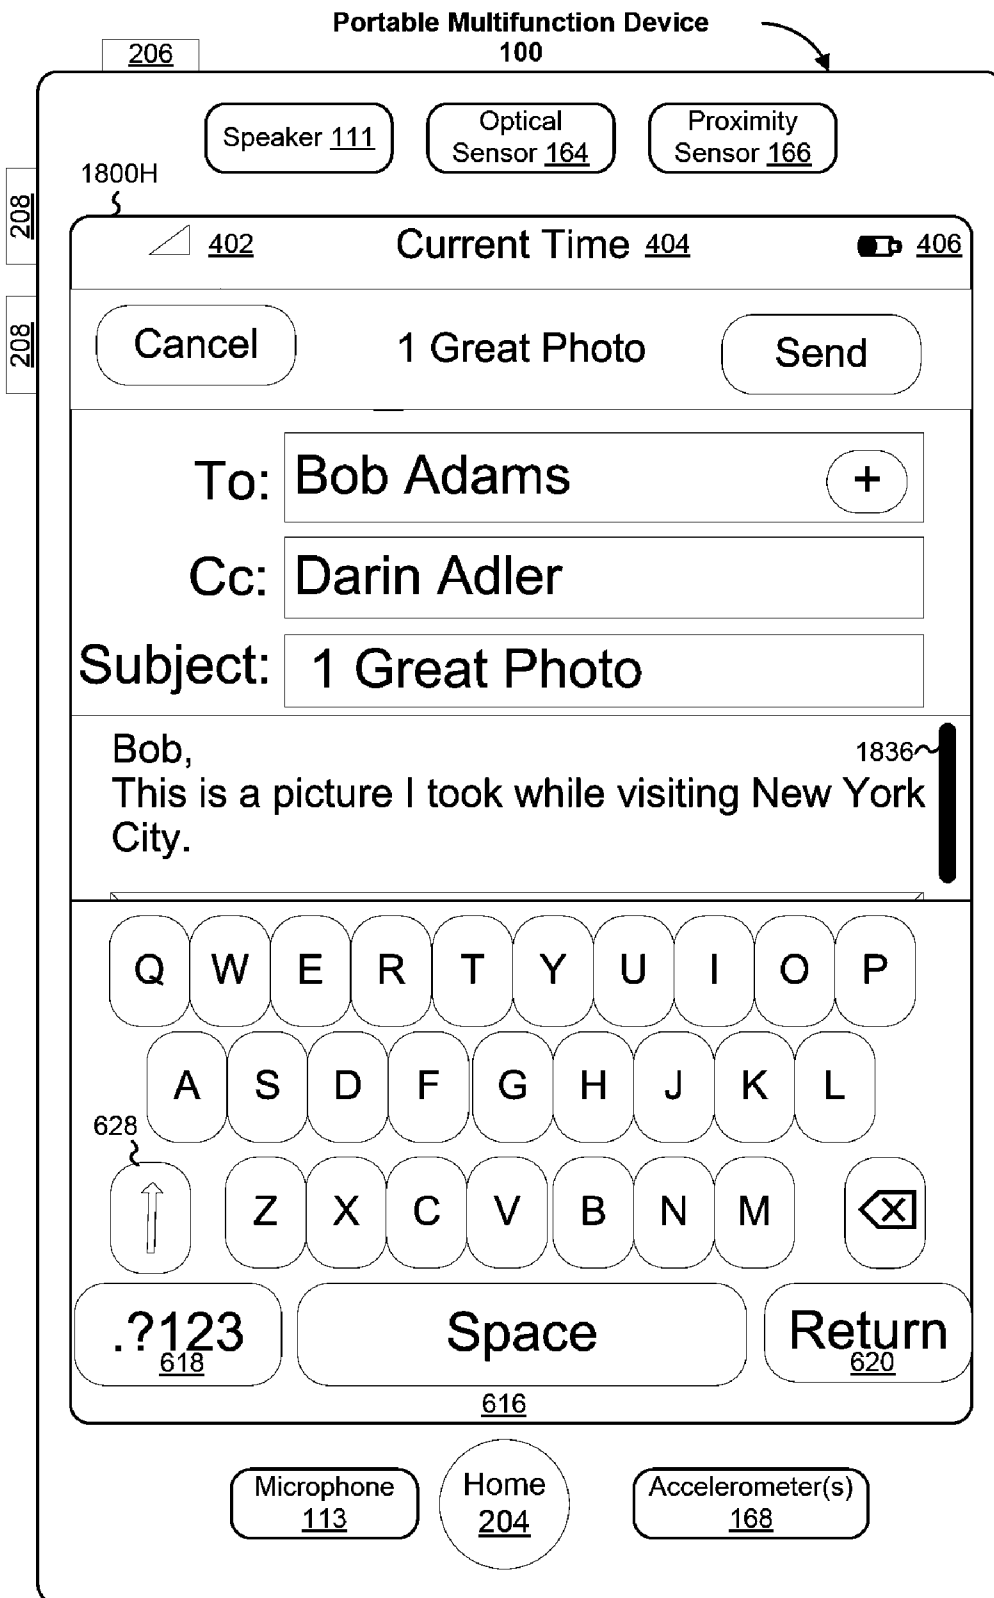 Portable Multifunction Device
100
206
Speaker 111
Optical
Sensor 164
Proximity
Sensor 166
1800H
208
208
402
Current Time 404
406
Cancel
1 Great Photo
Send
To: Bob Adams +
Cc: Darin Adler
Subject: 1 Great Photo
Bob,
1836
This is a picture I took while visiting New York
City.
Q W E R T Y U I O P
A S D F G H J K L
628
Z X C V B N M
.?123
618
Space
Return
620
616
Microphone
113
Home
204
Accelerometer(s)
168